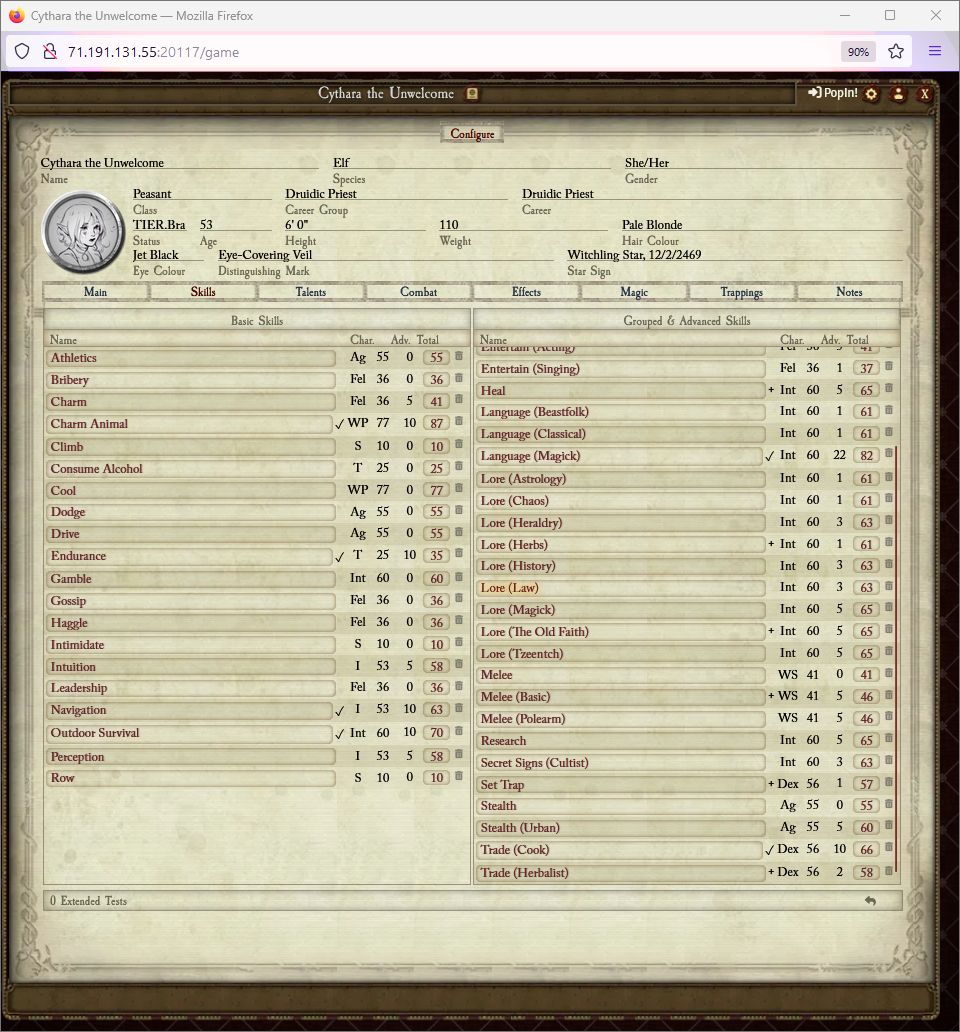 Cythara the Unwelcome — Mozilla Firefox
71.191.131.55:20117/game 90%
Cythara the Unwelcome PopIn! X
Configure
Cythara the Unwelcome Elf She/Her
Name Species Gender
Peasant Druidic Priest Druidic Priest
Class Career Group Career
TIER.Bra 53 6' 0" 110 Pale Blonde
Status Age Height Weight Hair Colour
Jet Black Eye-Covering Veil Witchling Star, 12/2/2469
Eye Colour Distinguishing Mark Star Sign
Main Skills Talents Combat Effects Magic Trappings Notes
Basic Skills
Name Char. Adv. Total
Athletics Ag 55 0 55
Bribery Fel 36 0 36
Charm Fel 36 5 41
Charm Animal ✓ WP 77 10 87
Climb S 10 0 10
Consume Alcohol T 25 0 25
Cool WP 77 0 77
Dodge Ag 55 0 55
Drive Ag 55 0 55
Endurance ✓ T 25 10 35
Gamble Int 60 0 60
Gossip Fel 36 0 36
Haggle Fel 36 0 36
Intimidate S 10 0 10
Intuition I 53 5 58
Leadership Fel 36 0 36
Navigation ✓ I 53 10 63
Outdoor Survival ✓ Int 60 10 70
Perception I 53 5 58
Row S 10 0 10
Grouped & Advanced Skills
Name Char. Adv. Total
Entertain (Acting) Fel 36 5 41
Entertain (Singing) Fel 36 1 37
Heal + Int 60 5 65
Language (Beastfolk) Int 60 1 61
Language (Classical) Int 60 1 61
Language (Magick) ✓ Int 60 22 82
Lore (Astrology) Int 60 1 61
Lore (Chaos) Int 60 1 61
Lore (Heraldry) Int 60 3 63
Lore (Herbs) + Int 60 1 61
Lore (History) Int 60 3 63
Lore (Law) Int 60 3 63
Lore (Magick) Int 60 5 65
Lore (The Old Faith) + Int 60 5 65
Lore (Tzeentch) Int 60 5 65
Melee WS 41 0 41
Melee (Basic) + WS 41 5 46
Melee (Polearm) WS 41 5 46
Research Int 60 5 65
Secret Signs (Cultist) Int 60 3 63
Set Trap + Dex 56 1 57
Stealth Ag 55 0 55
Stealth (Urban) Ag 55 5 60
Trade (Cook) ✓ Dex 56 10 66
Trade (Herbalist) + Dex 56 2 58
0 Extended Tests